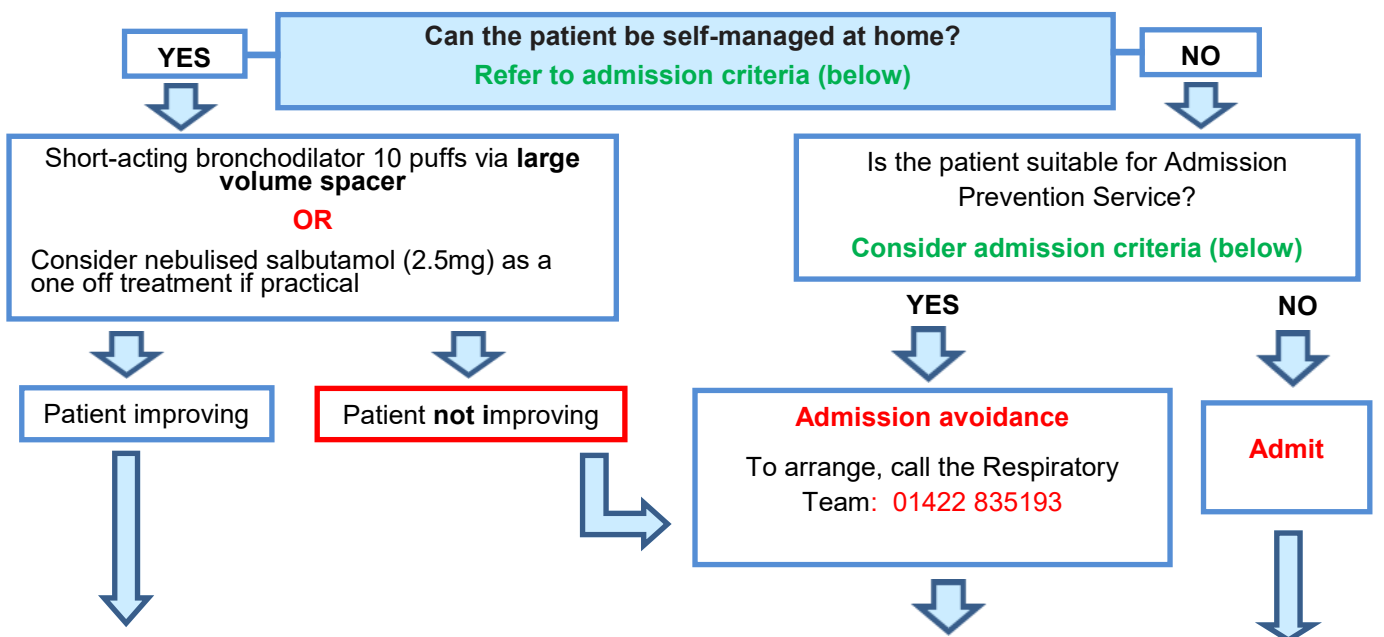 Can the patient be self-managed at home?
Refer to admission criteria (below)
YES
NO
Short-acting bronchodilator 10 puffs via large
volume spacer
OR
Consider nebulised salbutamol (2.5mg) as a
one off treatment if practical
Is the patient suitable for Admission
Prevention Service?
Consider admission criteria (below)
YES
NO
Patient improving
Patient not improving
Admission avoidance
To arrange, call the Respiratory
Team: 01422 835193
Admit